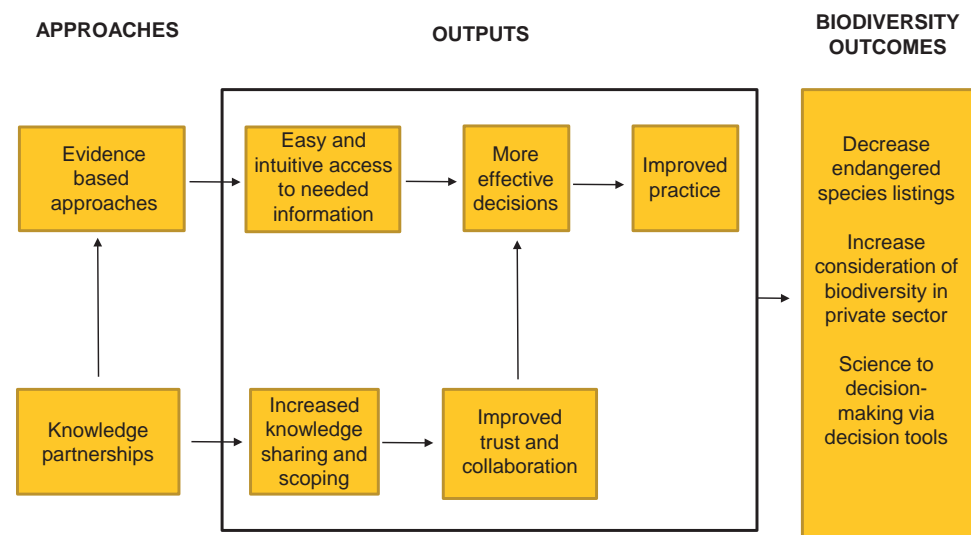 APPROACHES
OUTPUTS
BIODIVERSITY
OUTCOMES
Evidence
based
approaches
Easy and
intuitive access
to needed
information
More
effective
decisions
Improved
practice
Knowledge
partnerships
Increased
knowledge
sharing and
scoping
Improved
trust and
collaboration
Decrease
endangered
species listings
Increase
consideration of
biodiversity in
private sector
Science to
decision-
making via
decision tools